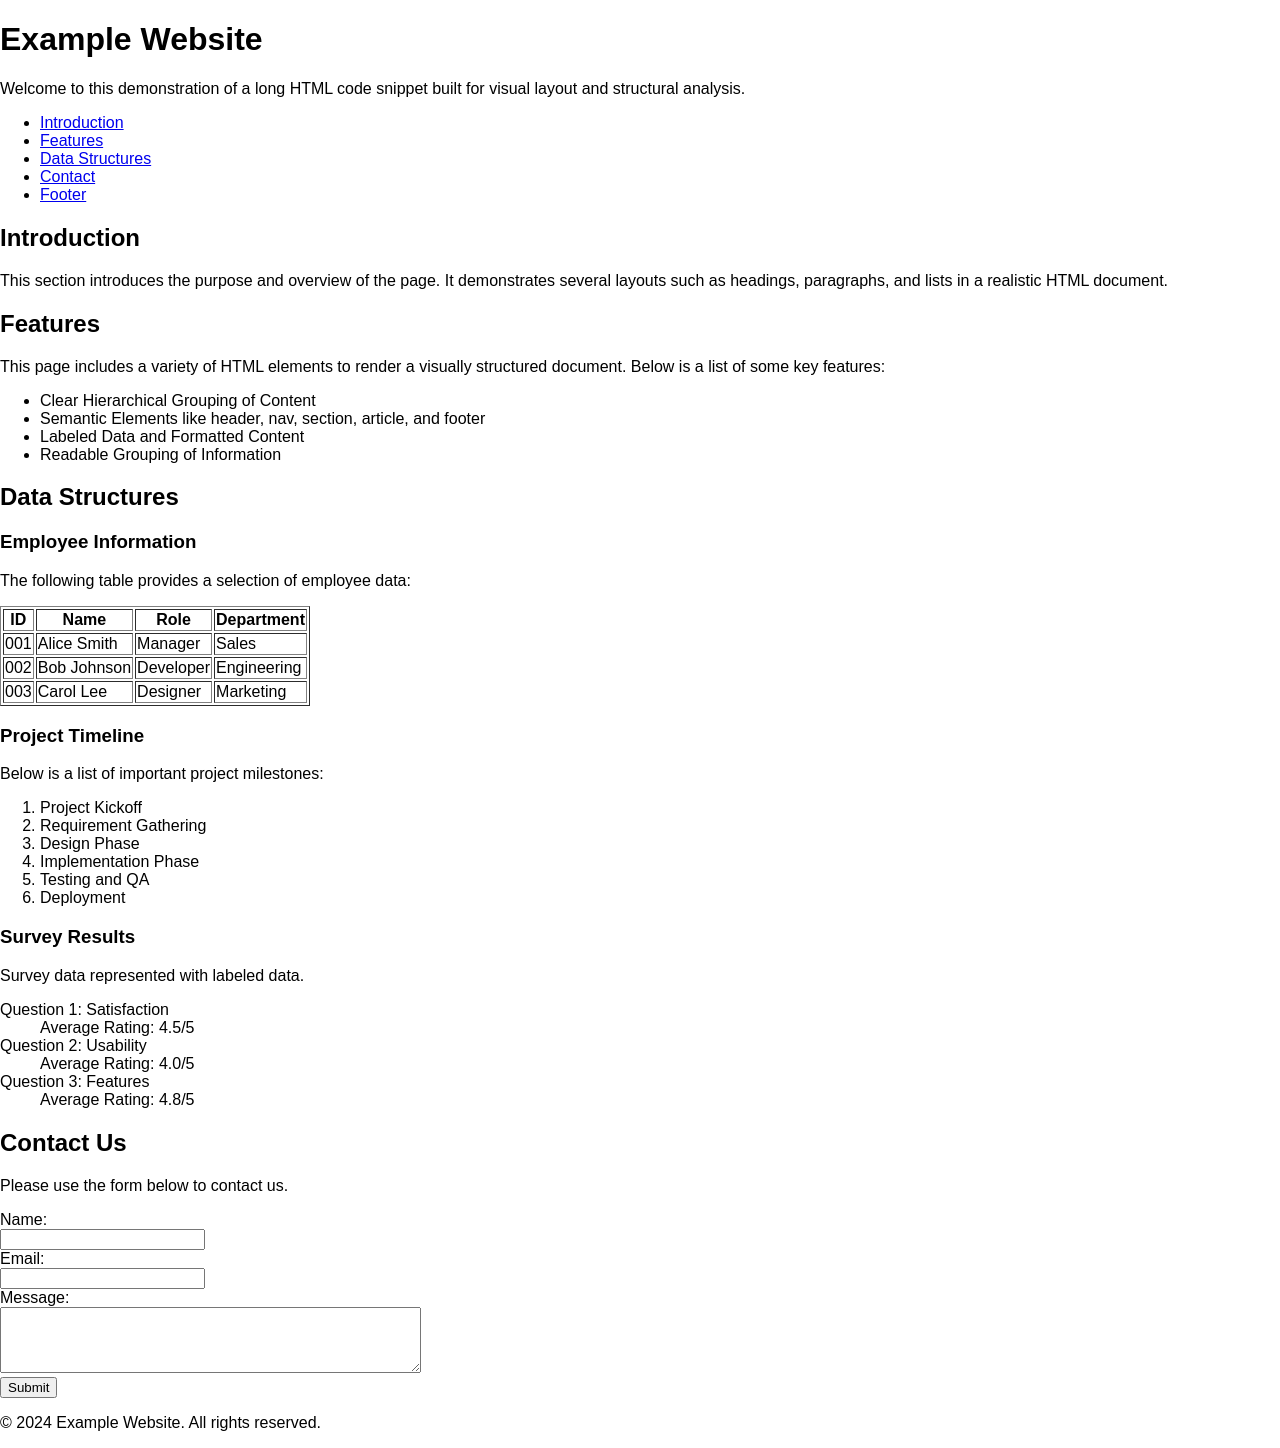 Example Website
Welcome to this demonstration of a long HTML code snippet built for visual layout and structural analysis.
Introduction
Features
Data Structures
Contact
Footer
Introduction
This section introduces the purpose and overview of the page. It demonstrates several layouts such as headings, paragraphs, and lists in a realistic HTML document.
Features
This page includes a variety of HTML elements to render a visually structured document. Below is a list of some key features:
Clear Hierarchical Grouping of Content
Semantic Elements like header, nav, section, article, and footer
Labeled Data and Formatted Content
Readable Grouping of Information
Data Structures
Employee Information
The following table provides a selection of employee data:
ID Name Role Department
001 Alice Smith Manager Sales
002 Bob Johnson Developer Engineering
003 Carol Lee Designer Marketing
Project Timeline
Below is a list of important project milestones:
1. Project Kickoff
2. Requirement Gathering
3. Design Phase
4. Implementation Phase
5. Testing and QA
6. Deployment
Survey Results
Survey data represented with labeled data.
Question 1: Satisfaction
Average Rating: 4.5/5
Question 2: Usability
Average Rating: 4.0/5
Question 3: Features
Average Rating: 4.8/5
Contact Us
Please use the form below to contact us.
Name:
Email:
Message:
Submit
© 2024 Example Website. All rights reserved.